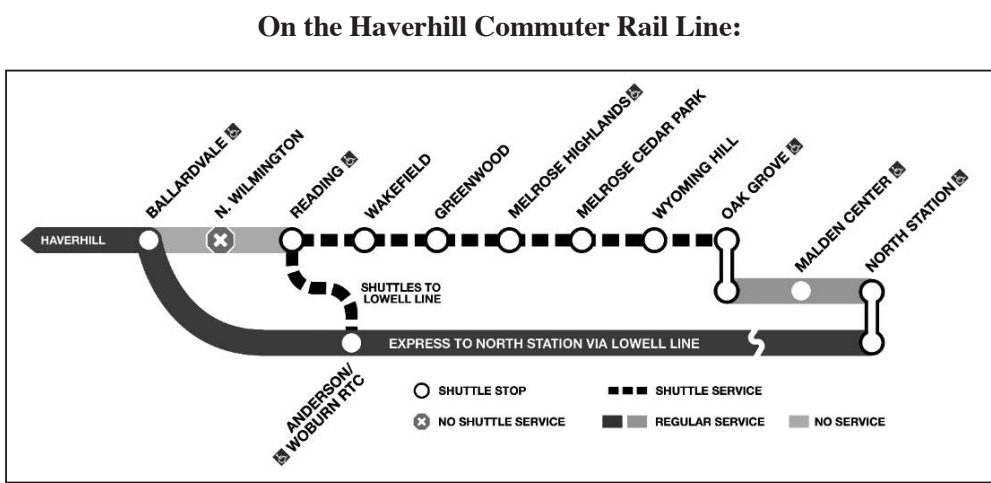 On the Haverhill Commuter Rail Line:
HAVERHILL
BALLARDVALE
N. WILMINGTON
READING
WAKEFIELD
GREENWOOD
MELROSE HIGHLANDS
MELROSE CEDAR PARK
WYOMING HILL
OAK GROVE
MALDEN CENTER
NORTH STATION
SHUTTLES TO
LOWELL LINE
EXPRESS TO NORTH STATION VIA LOWELL LINE
ANDERSON/
WOBURN RTC
SHUTTLE STOP
SHUTTLE SERVICE
NO SHUTTLE SERVICE
REGULAR SERVICE
NO SERVICE